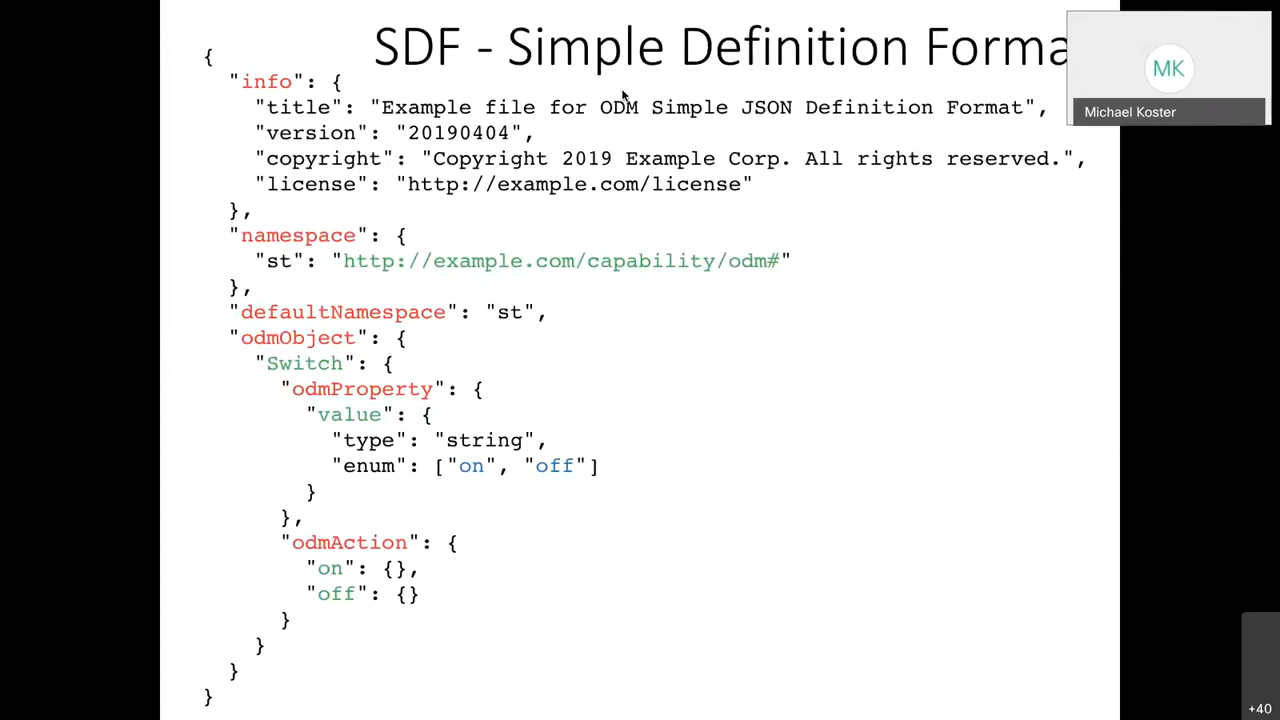 SDF - Simple Definition Forma
MK
Michael Koster
{
  "info": {
    "title": "Example file for ODM Simple JSON Definition Format",
    "version": "20190404",
    "copyright": "Copyright 2019 Example Corp. All rights reserved.",
    "license": "http://example.com/license"
  },
  "namespace": {
    "st": "http://example.com/capability/odm#"
  },
  "defaultNamespace": "st",
  "odmObject": {
    "Switch": {
      "odmProperty": {
        "value": {
          "type": "string",
          "enum": ["on", "off"]
        }
      },
      "odmAction": {
        "on": {},
        "off": {}
      }
    }
  }
}
+40